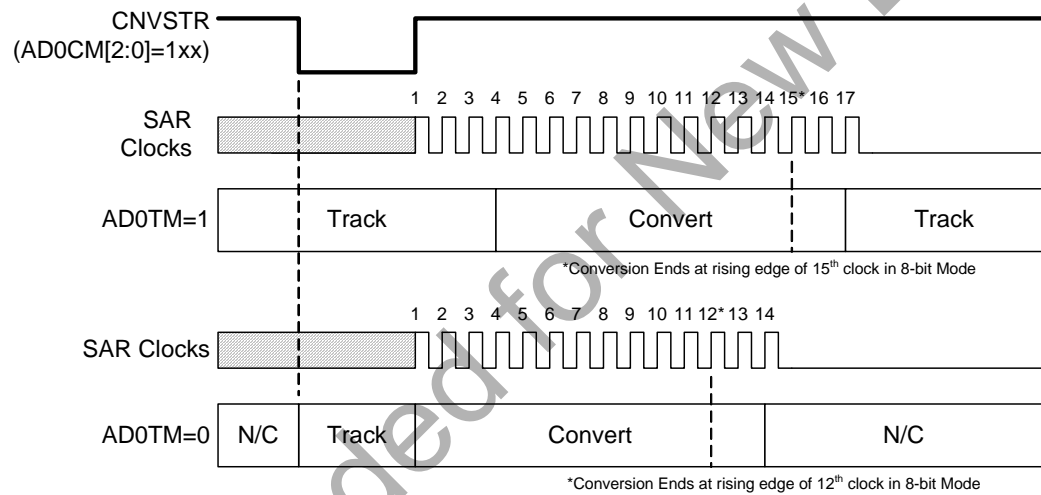 CNVSTR
(AD0CM[2:0]=1xx)
1 2 3 4 5 6 7 8 9 10 11 12 13 14 15* 16 17
SAR
Clocks
AD0TM=1 Track Convert Track
*Conversion Ends at rising edge of 15th clock in 8-bit Mode
1 2 3 4 5 6 7 8 9 10 11 12* 13 14
SAR Clocks
AD0TM=0 N/C Track Convert N/C
*Conversion Ends at rising edge of 12th clock in 8-bit Mode
ded for New